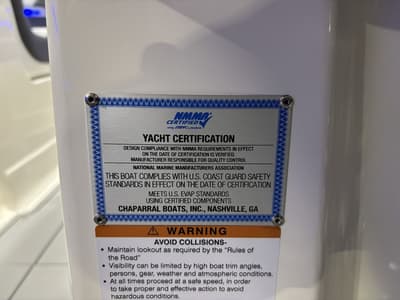 NMMA
CERTIFIED
YACHT CERTIFICATION
DESIGN COMPLIANCE WITH NMMA REQUIREMENTS IN EFFECT
ON THE DATE OF CERTIFICATION IS VERIFIED.
MANUFACTURER RESPONSIBLE FOR QUALITY CONTROL.
NATIONAL MARINE MANUFACTURERS ASSOCIATION
THIS BOAT COMPLIES WITH U.S. COAST GUARD SAFETY
STANDARDS IN EFFECT ON THE DATE OF CERTIFICATION
MEETS U.S. EVAP STANDARDS
USING CERTIFIED COMPONENTS
CHAPARRAL BOATS, INC., NASHVILLE, GA
WARNING
AVOID COLLISIONS-
• Maintain lookout as required by the "Rules of
the Road"
• Visibility can be limited by high boat trim angles,
persons, gear, weather and atmospheric conditions.
• At all times proceed at a safe speed, in order
to take proper and effective action to avoid
hazardous conditions.